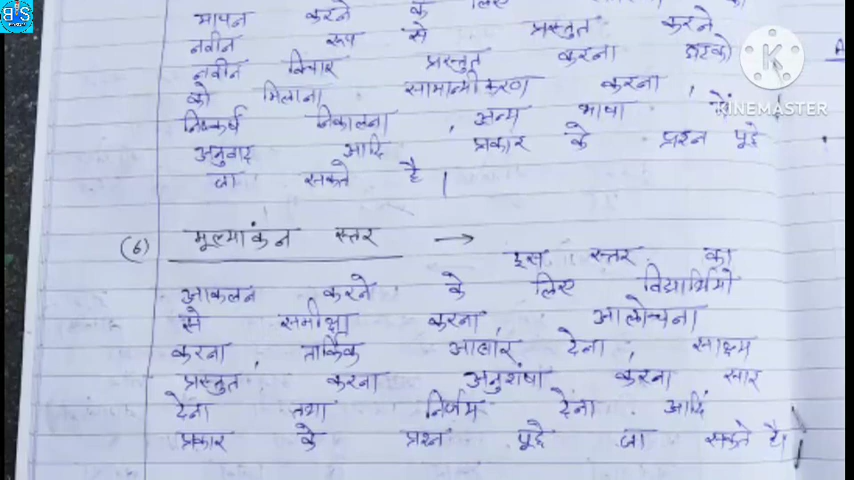 BS
मापन करने के लिए
नवीन रूप से प्रस्तुत करने
नवीन विचार प्रस्तुत करना घटको
को मिलाना सामान्यीकरण करना,
निष्कर्ष निकालना, अन्य भाषा में
अनुवाद आदि प्रकार के प्रश्न पूछे
जा सकते है।
KINEMASTER
(6) मूल्यांकन स्तर → इस स्तर का
आकलन करने के लिए विद्यार्थियो
से समीक्षा करना आलोचना
करना, तार्किक आधार देना, साक्ष्य
प्रस्तुत करना अनुशंषा करना सार
देना तथा निर्णय देना आदि
प्रकार के प्रश्न पूछे जा सकते है।